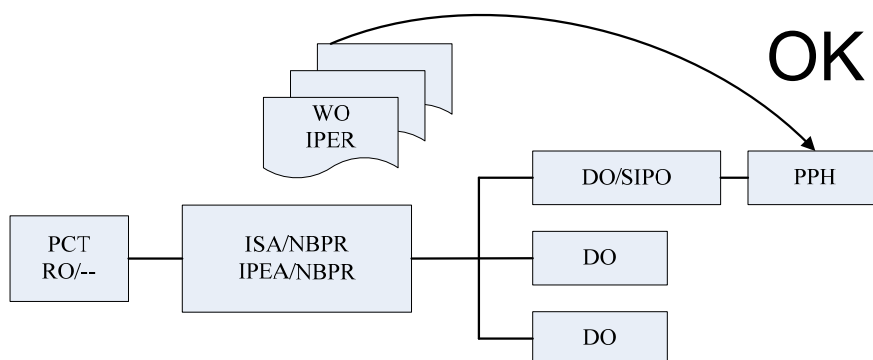 OK
WO
IPER
DO/SIPO
PPH
PCT
RO/--
ISA/NBPR
IPEA/NBPR
DO
DO